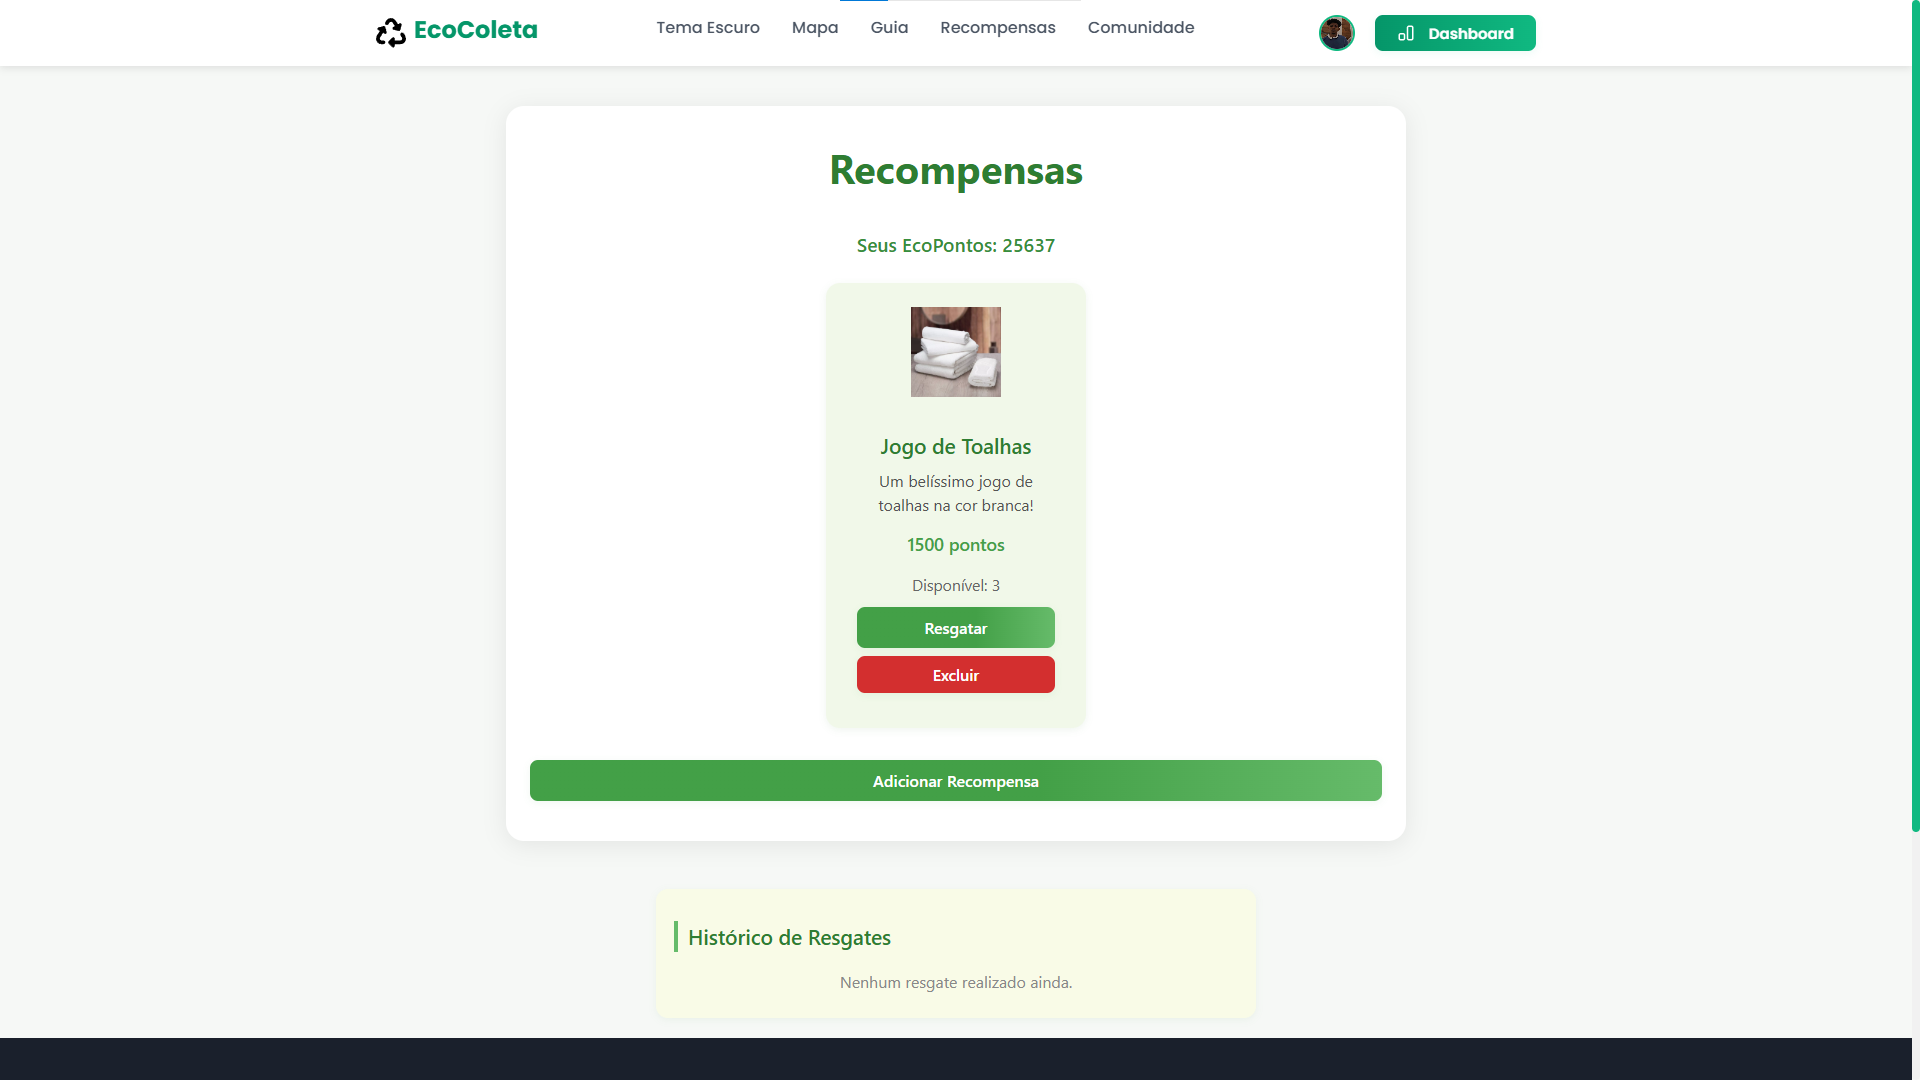 EcoColeta
Tema Escuro
Mapa
Guia
Recompensas
Comunidade
Dashboard
Recompensas
Seus EcoPontos: 25637
Jogo de Toalhas
Um belíssimo jogo de
toalhas na cor branca!
1500 pontos
Disponível: 3
Resgatar
Excluir
Adicionar Recompensa
Histórico de Resgates
Nenhum resgate realizado ainda.